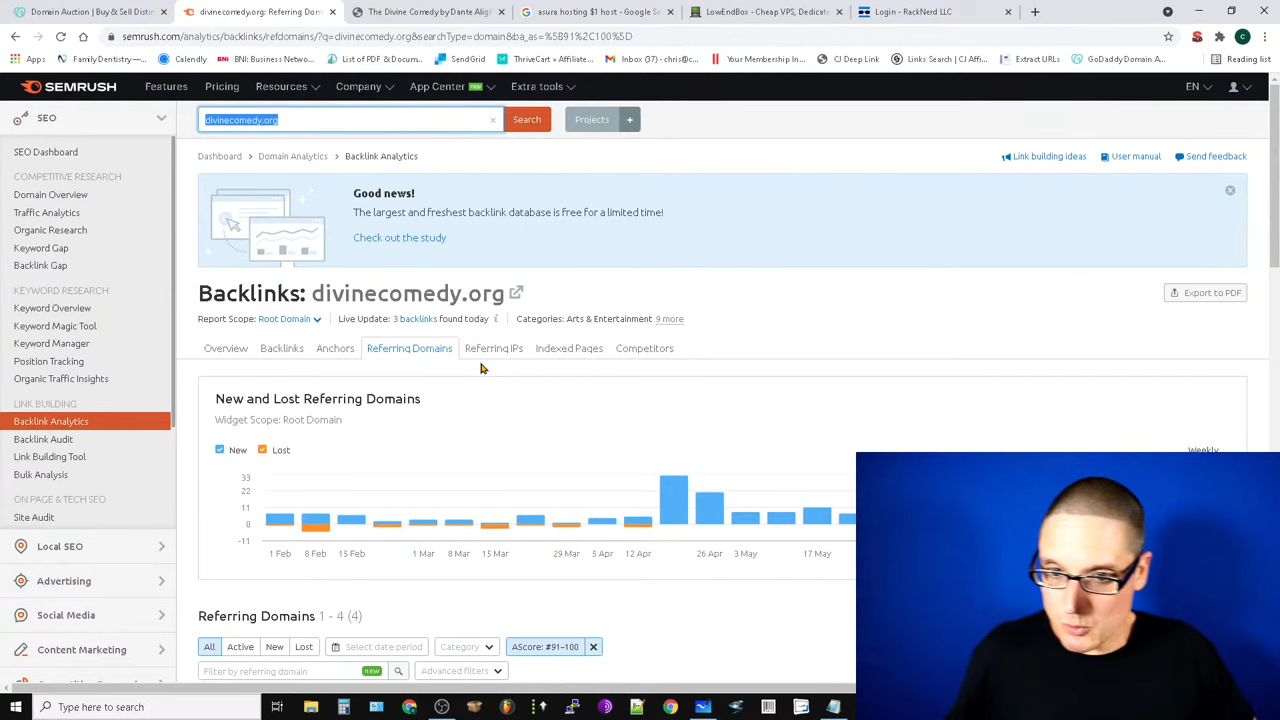 Domain Auction | Buy & Sell Distin
divinecomedy.org: Referring Dom
The Divine Comedy by Dante Aligh
asura hosting $1 host - Google Se
LowEndBox - Cheap VPS, Dedicate
Login - RackNerd LLC
semrush.com/analytics/backlinks/refdomains/?q=divinecomedy.org&searchType=domain&ba_as=%5B91%2C100%5D
Apps Family Dentistry—... Calendly BNI: Business Netwo... List of PDF & Docum... SendGrid ThriveCart » Affiliate... Inbox (37) - chris@c... Your Membership In... CJ Deep Link Links Search | CJ Affil... Extract URLs GoDaddy Domain A... Reading list
SEMRUSH Features Pricing Resources Company App Center new Extra tools EN
SEO
divinecomedy.org
Search
Projects +
SEO Dashboard
COMPETITIVE RESEARCH
Domain Overview
Traffic Analytics
Organic Research
Keyword Gap
Backlink Gap
KEYWORD RESEARCH
Keyword Overview
Keyword Magic Tool
Keyword Manager
Position Tracking
Organic Traffic Insights
LINK BUILDING
Backlink Analytics
Backlink Audit
Link Building Tool
Bulk Analysis
ON PAGE & TECH SEO
Site Audit
Local SEO
Advertising
Social Media
Content Marketing
Dashboard > Domain Analytics > Backlink Analytics
Link building ideas User manual Send feedback
Good news!
The largest and freshest backlink database is free for a limited time!
Check out the study
Backlinks: divinecomedy.org
Export to PDF
Report Scope: Root Domain Live Update: 3 backlinks found today i Categories: Arts & Entertainment 9 more
Overview Backlinks Anchors Referring Domains Referring IPs Indexed Pages Competitors
New and Lost Referring Domains
Widget Scope: Root Domain
New Lost
Weekly
33
22
11
0
-11
1 Feb 8 Feb 15 Feb 1 Mar 8 Mar 15 Mar 29 Mar 5 Apr 12 Apr 26 Apr 3 May 17 May
Referring Domains 1 - 4 (4)
All Active New Lost Select date period Category AScore: #91–100
Filter by referring domain new Advanced filters
Type here to search